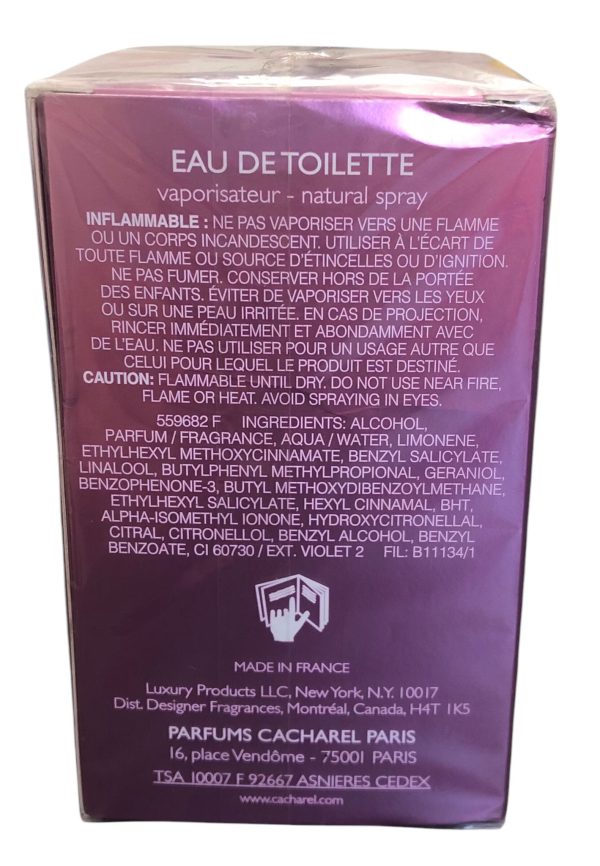 EAU DE TOILETTE
vaporisateur - natural spray
INFLAMMABLE : NE PAS VAPORISER VERS UNE FLAMME
OU UN CORPS INCANDESCENT. UTILISER À L'ÉCART DE
TOUTE FLAMME OU SOURCE D'ÉTINCELLES OU D'IGNITION.
NE PAS FUMER. CONSERVER HORS DE LA PORTÉE
DES ENFANTS. ÉVITER DE VAPORISER VERS LES YEUX
OU SUR UNE PEAU IRRITÉE. EN CAS DE PROJECTION,
RINCER IMMÉDIATEMENT ET ABONDAMMENT AVEC
DE L'EAU. NE PAS UTILISER POUR UN USAGE AUTRE QUE
CELUI POUR LEQUEL LE PRODUIT EST DESTINÉ.
CAUTION: FLAMMABLE UNTIL DRY. DO NOT USE NEAR FIRE,
FLAME OR HEAT. AVOID SPRAYING IN EYES.
559682 F INGREDIENTS: ALCOHOL,
PARFUM / FRAGRANCE, AQUA / WATER, LIMONENE,
ETHYLHEXYL METHOXYCINNAMATE, BENZYL SALICYLATE,
LINALOOL, BUTYLPHENYL METHYLPROPIONAL, GERANIOL,
BENZOPHENONE-3, BUTYL METHOXYDIBENZOYLMETHANE,
ETHYLHEXYL SALICYLATE, HEXYL CINNAMAL, BHT,
ALPHA-ISOMETHYL IONONE, HYDROXYCITRONELLAL,
CITRAL, CITRONELLOL, BENZYL ALCOHOL, BENZYL
BENZOATE, CI 60730 / EXT. VIOLET 2 FIL: B11134/1
MADE IN FRANCE
Luxury Products LLC, New York, N.Y. 10017
Dist. Designer Fragrances, Montréal, Canada, H4T 1K5
PARFUMS CACHAREL PARIS
16, place Vendôme - 75001 PARIS
TSA 10007 F 92667 ASNIERES CEDEX
www.cacharel.com